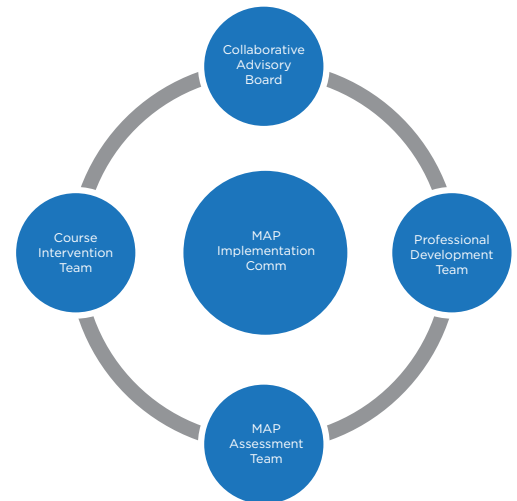 Collaborative
Advisory
Board
Course
Intervention
Team
MAP
Implementation
Comm
Professional
Development
Team
MAP
Assessment
Team